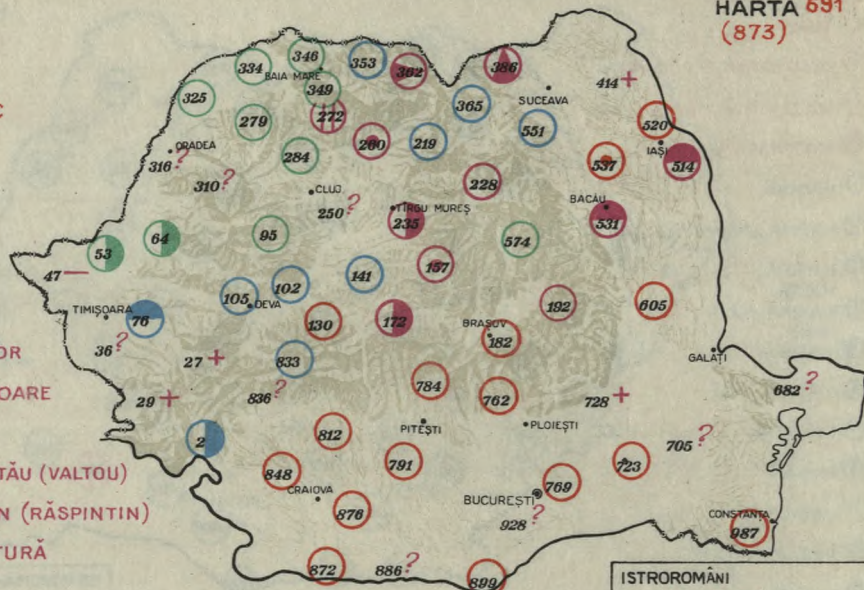 HARTA 691
(873)
346
334
353
362
386
BAIA MARE
414 +
325
349
365
SUCEAVA
279
272
551
520
ORADEA
260
219
IAȘI
316 ?
284
537
514
310 ?
228
CLUJ
250 ?
BACĂU
TÎRGU MUREȘ
235
531
95
574
64
53
157
47 —
141
102
105
DEVA
192
605
TIMIȘOARA
76
130
172
BRAȘOV
182
36 ?
GALAȚI
OR
27 +
833
784
682 ?
OARE
29 +
836 ?
762
728 +
812
PITEȘTI
PLOIEȘTI
2
705 ?
TĂU (VALTOU)
848
791
723
CRAIOVA
769
N (RĂSPINTIN)
BUCUREȘTI
876
928 ?
CONSTANȚA
987
TURĂ
872
886 ?
899
ISTROROMÂNI